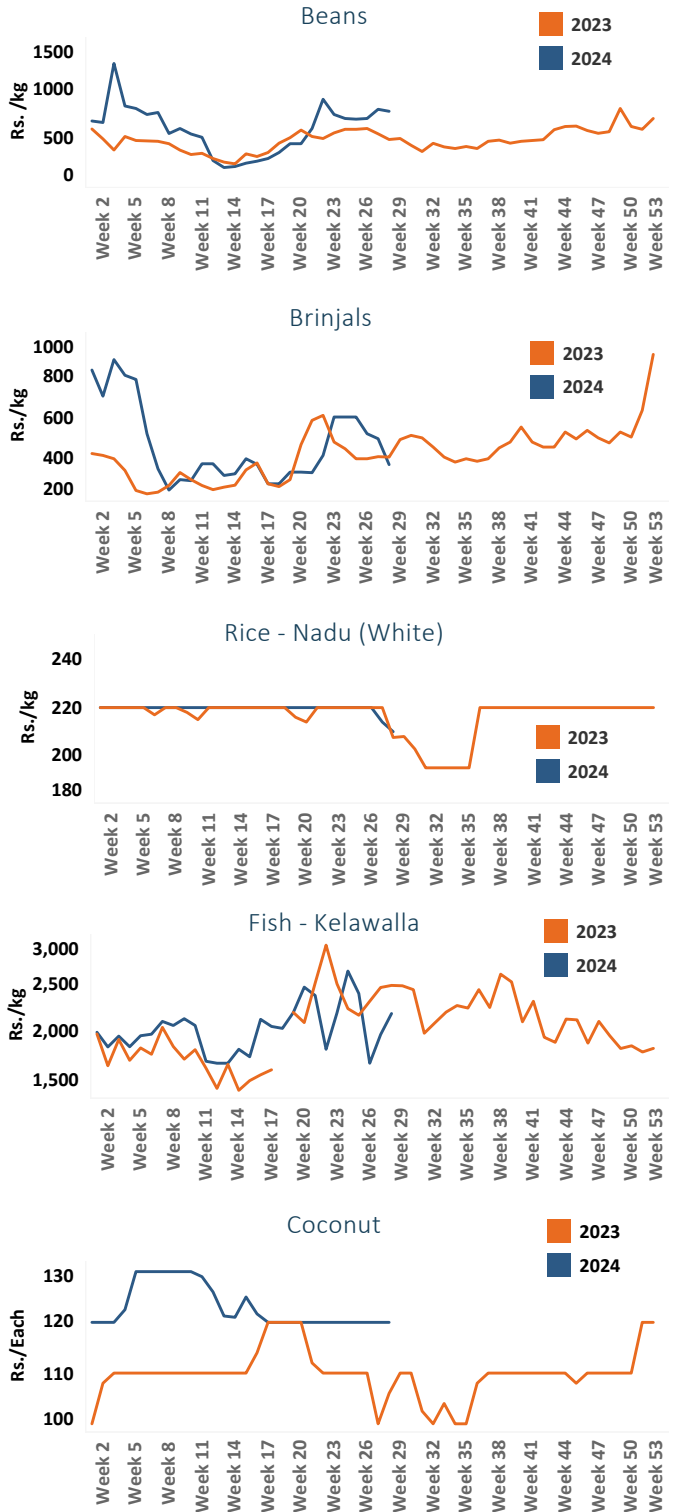 Beans
2023
2024
Rs. /kg
1500
1000
500
0
Week 2
Week 5
Week 8
Week 11
Week 14
Week 17
Week 20
Week 23
Week 26
Week 29
Week 32
Week 35
Week 38
Week 41
Week 44
Week 47
Week 50
Week 53
Brinjals
2023
2024
Rs./kg
1000
800
600
400
200
Week 2
Week 5
Week 8
Week 11
Week 14
Week 17
Week 20
Week 23
Week 26
Week 29
Week 32
Week 35
Week 38
Week 41
Week 44
Week 47
Week 50
Week 53
Rice - Nadu (White)
Rs./kg
240
220
200
180
2023
2024
Week 2
Week 5
Week 8
Week 11
Week 14
Week 17
Week 20
Week 23
Week 26
Week 29
Week 32
Week 35
Week 38
Week 41
Week 44
Week 47
Week 50
Week 53
Fish - Kelawalla
2023
2024
Rs./kg
3,000
2,500
2,000
1,500
Week 2
Week 5
Week 8
Week 11
Week 14
Week 17
Week 20
Week 23
Week 26
Week 29
Week 32
Week 35
Week 38
Week 41
Week 44
Week 47
Week 50
Week 53
Coconut
2023
2024
Rs./Each
130
120
110
100
Week 2
Week 5
Week 8
Week 11
Week 14
Week 17
Week 20
Week 23
Week 26
Week 29
Week 32
Week 35
Week 38
Week 41
Week 44
Week 47
Week 50
Week 53